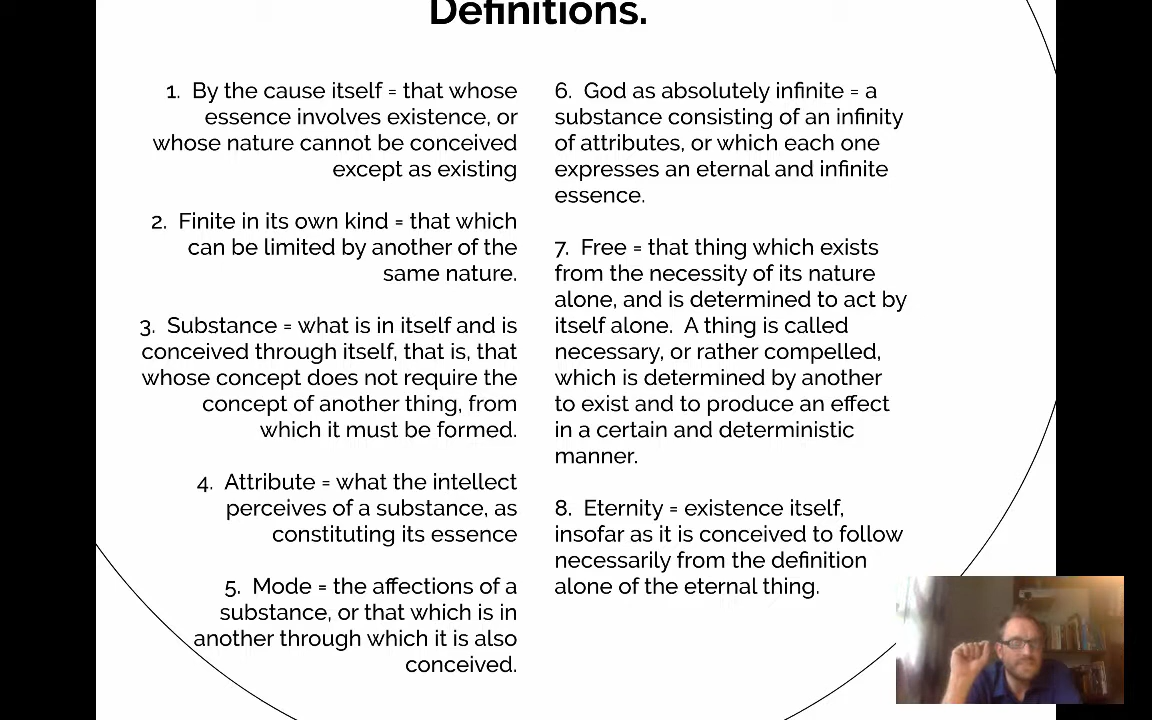 Definitions.
1. By the cause itself = that whose
essence involves existence, or
whose nature cannot be conceived
except as existing
2. Finite in its own kind = that which
can be limited by another of the
same nature.
3. Substance = what is in itself and is
conceived through itself, that is, that
whose concept does not require the
concept of another thing, from
which it must be formed.
4. Attribute = what the intellect
perceives of a substance, as
constituting its essence
5. Mode = the affections of a
substance, or that which is in
another through which it is also
conceived.
6. God as absolutely infinite = a
substance consisting of an infinity
of attributes, or which each one
expresses an eternal and infinite
essence.
7. Free = that thing which exists
from the necessity of its nature
alone, and is determined to act by
itself alone. A thing is called
necessary, or rather compelled,
which is determined by another
to exist and to produce an effect
in a certain and deterministic
manner.
8. Eternity = existence itself,
insofar as it is conceived to follow
necessarily from the definition
alone of the eternal thing.